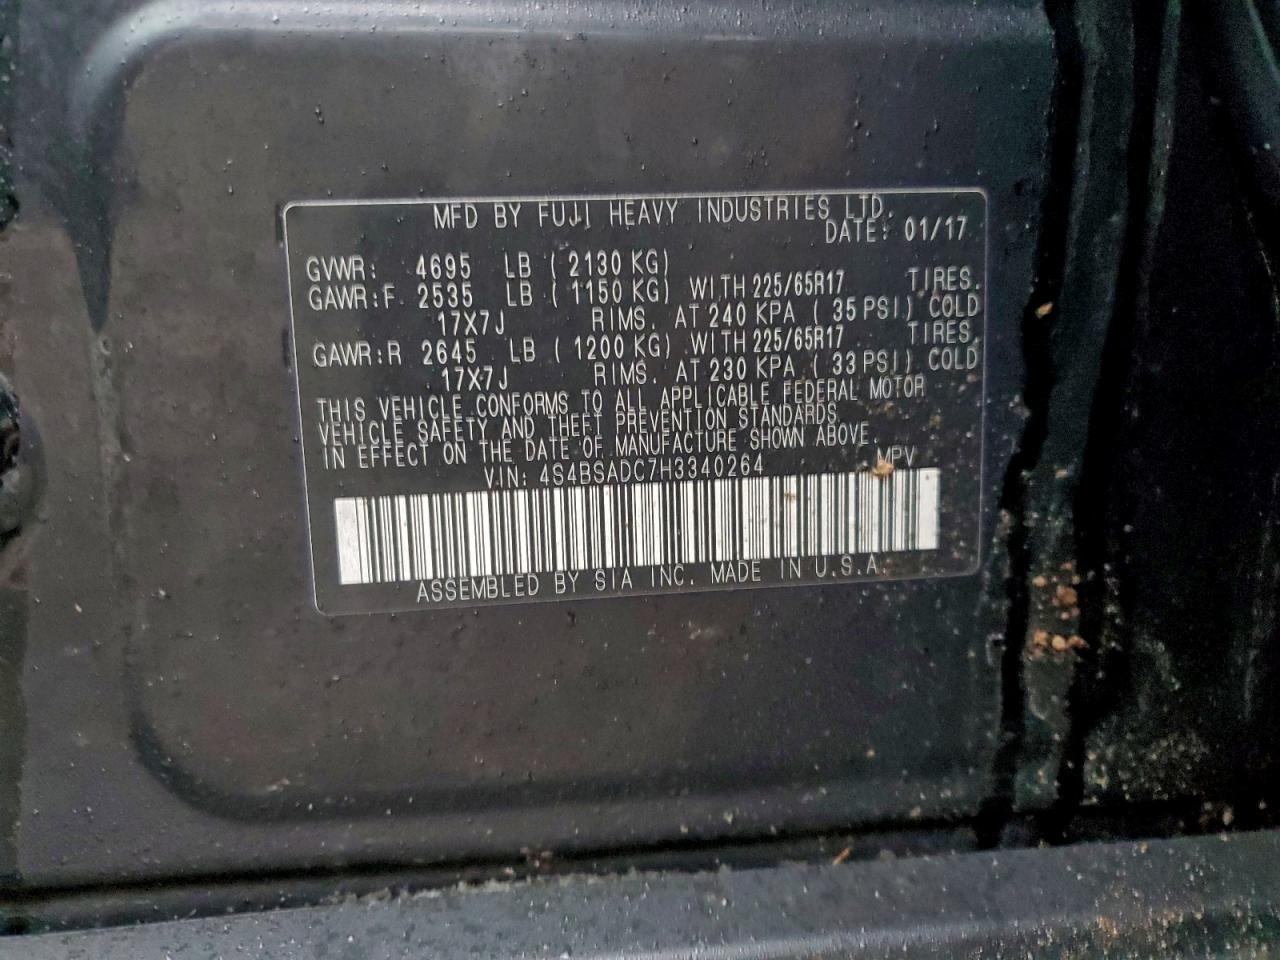 MFD BY FUJI HEAVY INDUSTRIES LTD.
DATE: 01/17
GVWR: 4695 LB (2130 KG)
GAWR:F 2535 LB (1150 KG) WITH 225/65R17 TIRES.
17X7J RIMS. AT 240 KPA (35 PSI) COLD
GAWR:R 2645 LB (1200 KG) WITH 225/65R17 TIRES.
17X7J RIMS. AT 230 KPA (33 PSI) COLD
THIS VEHICLE CONFORMS TO ALL APPLICABLE FEDERAL MOTOR
VEHICLE SAFETY AND THEFT PREVENTION STANDARDS
IN EFFECT ON THE DATE OF MANUFACTURE SHOWN ABOVE.
VIN: 4S4BSADC7H3340264 MPV
ASSEMBLED BY SIA INC. MADE IN U.S.A.